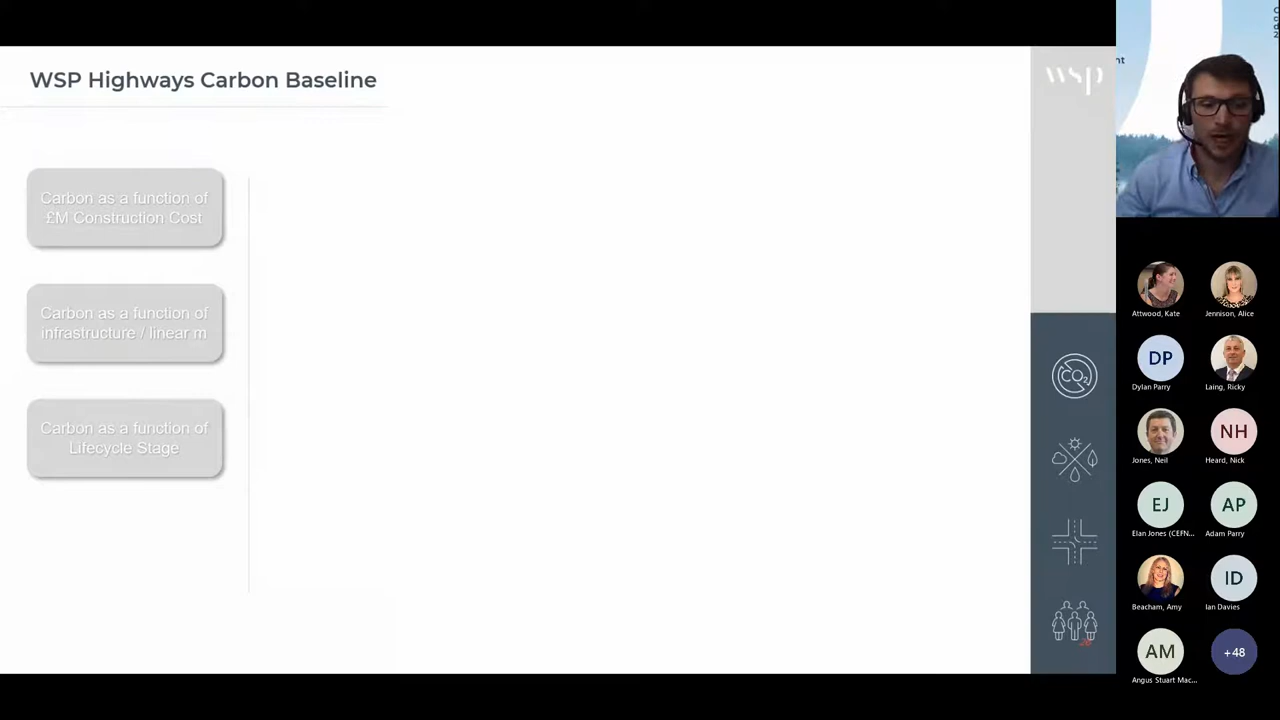 WSP Highways Carbon Baseline
wsp
Carbon as a function of
£M Construction Cost
Carbon as a function of
infrastructure / linear m
Carbon as a function of
Lifecycle Stage
CO2
Attwood, Kate
Jennison, Alice
DP
Dylan Parry
Laing, Ricky
Jones, Neil
NH
Heard, Nick
EJ
Elan Jones (CEFN...
AP
Adam Parry
Beacham, Amy
ID
Ian Davies
AM
Angus Stuart Mac...
+48